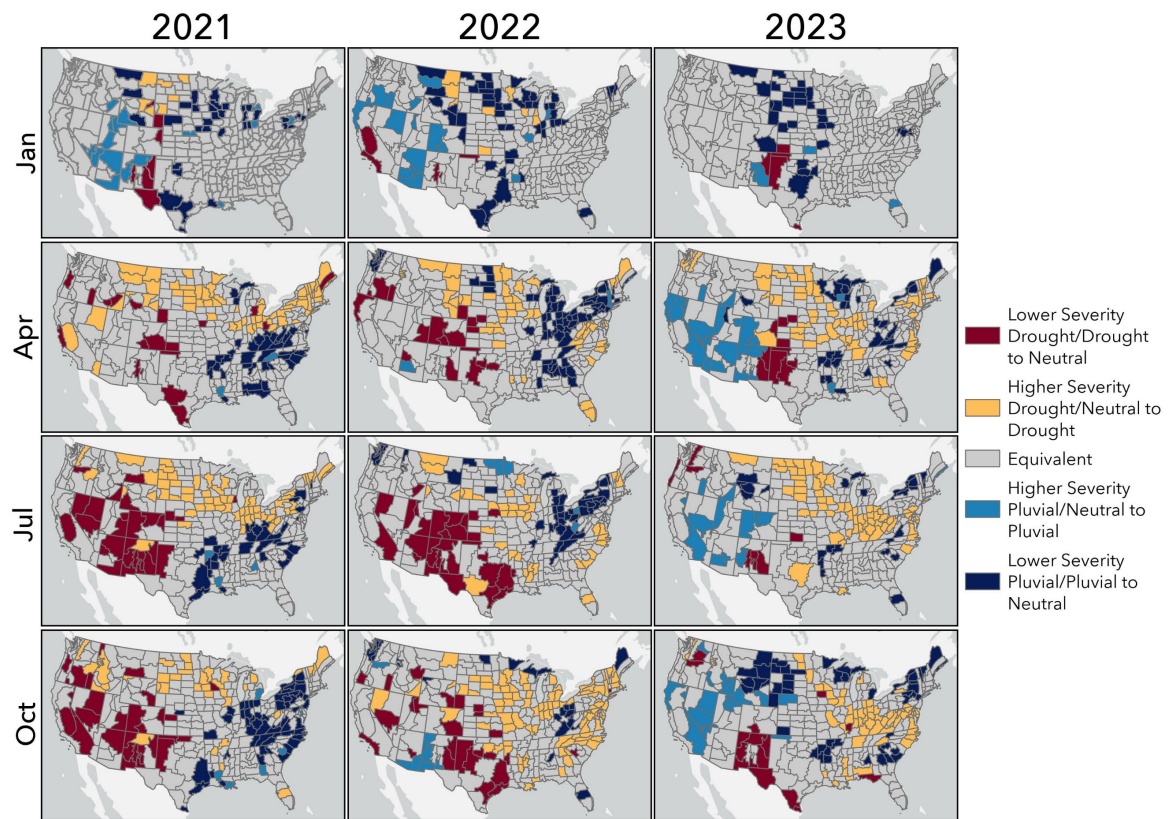 2021 2022 2023
Jan
Apr
Jul
Oct
Lower Severity
Drought/Drought
to Neutral
Higher Severity
Drought/Neutral to
Drought
Equivalent
Higher Severity
Pluvial/Neutral to
Pluvial
Lower Severity
Pluvial/Pluvial to
Neutral